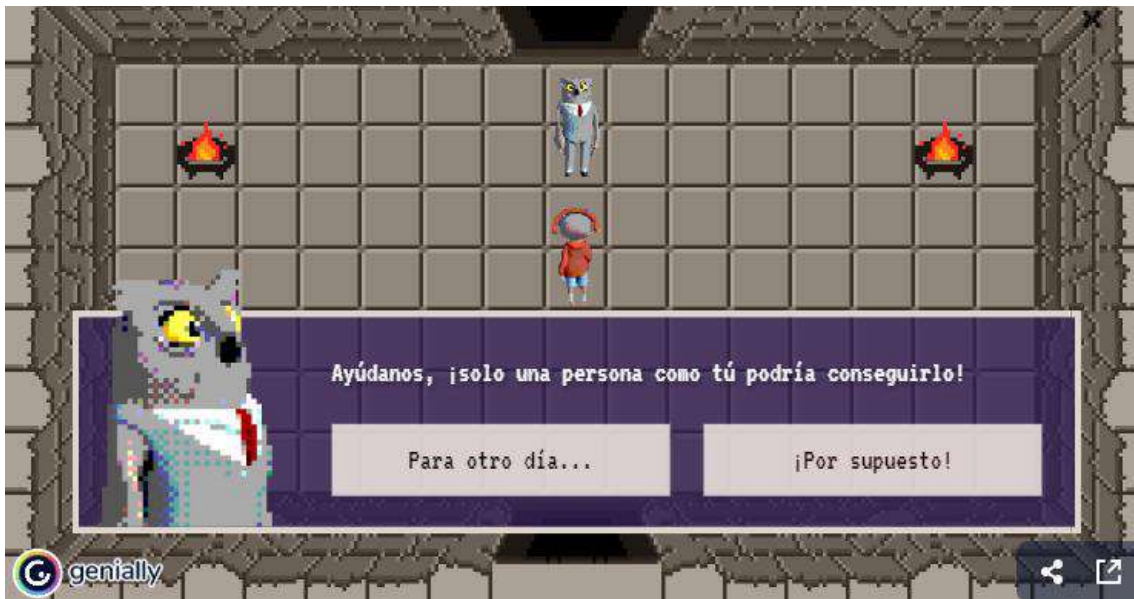 Ayúdanos, ¡solo una persona como tú podría conseguirlo!
Para otro día...
¡Por supuesto!
genially